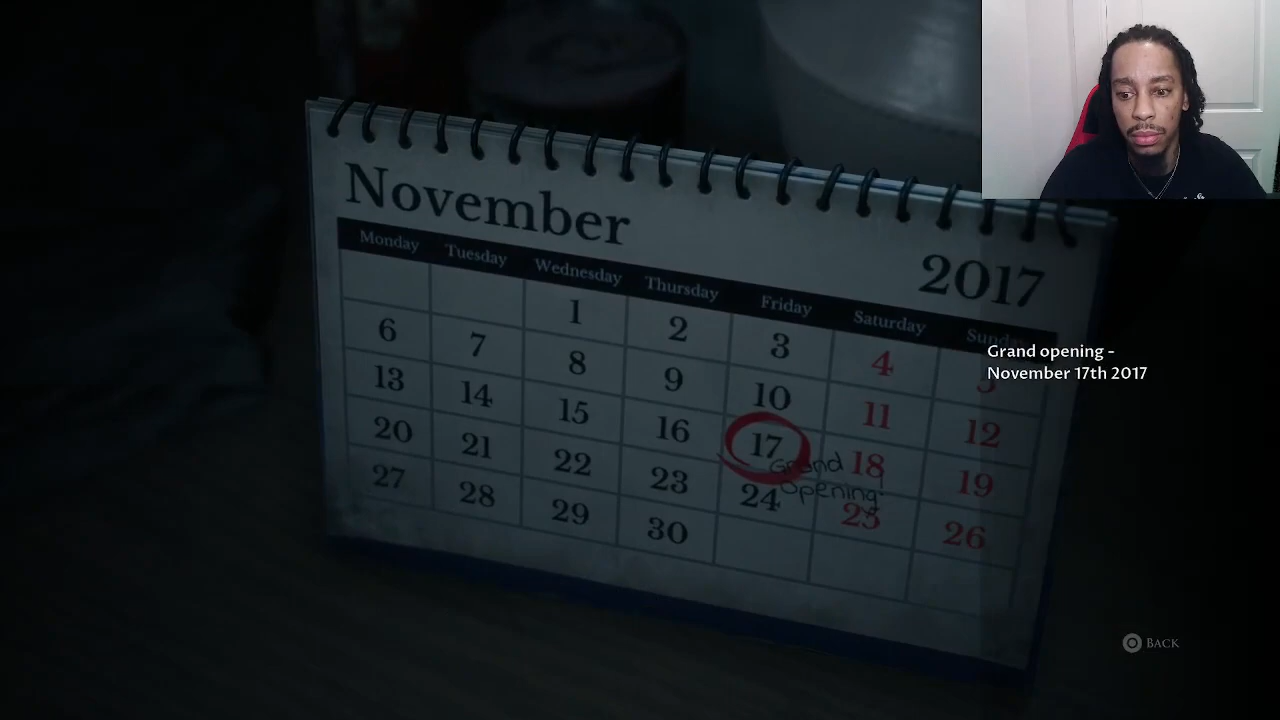 November
2017
Monday Tuesday Wednesday Thursday Friday Saturday Sunday
1 2 3 4 5
6 7 8 9 10 11 12
13 14 15 16 17 18 19
Grand
Opening
20 21 22 23 24 25 26
27 28 29 30
Grand opening -
November 17th 2017
BACK